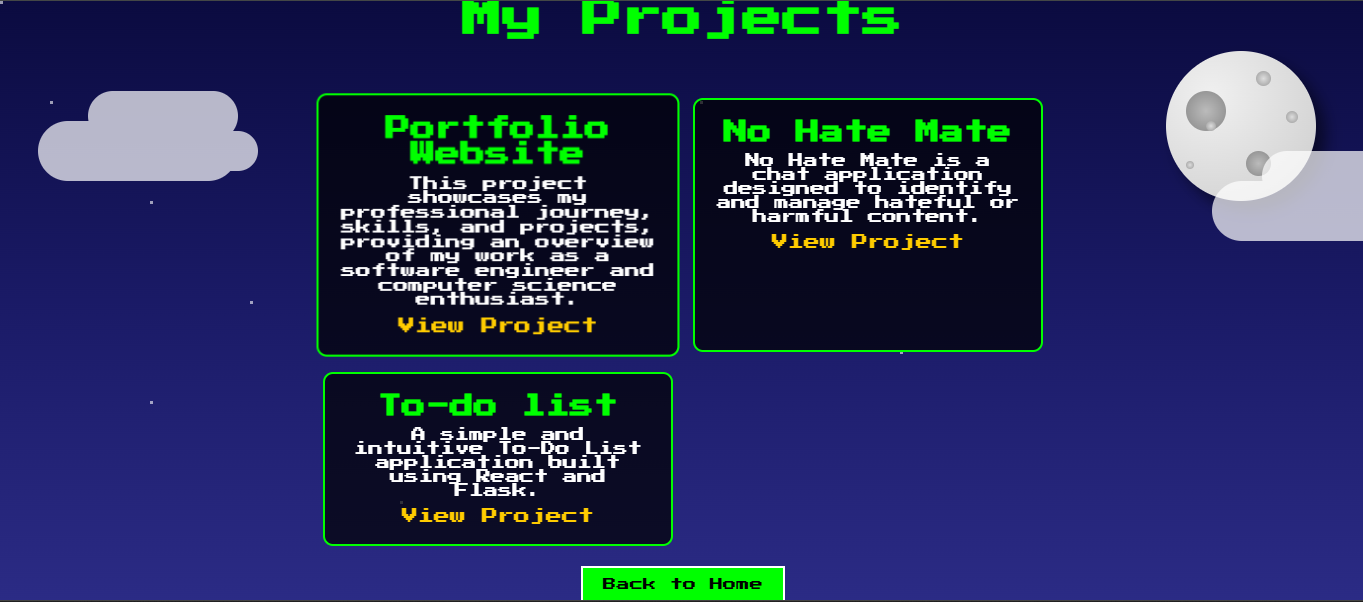 My Projects
Portfolio
Website
This project
showcases my
professional journey,
skills, and projects,
providing an overview
of my work as a
software engineer and
computer science
enthusiast.
View Project
No Hate Mate
No Hate Mate is a
chat application
designed to identify
and manage hateful or
harmful content.
View Project
To-do list
A simple and
intuitive To-Do List
application built
using React and
Flask.
View Project
Back to Home